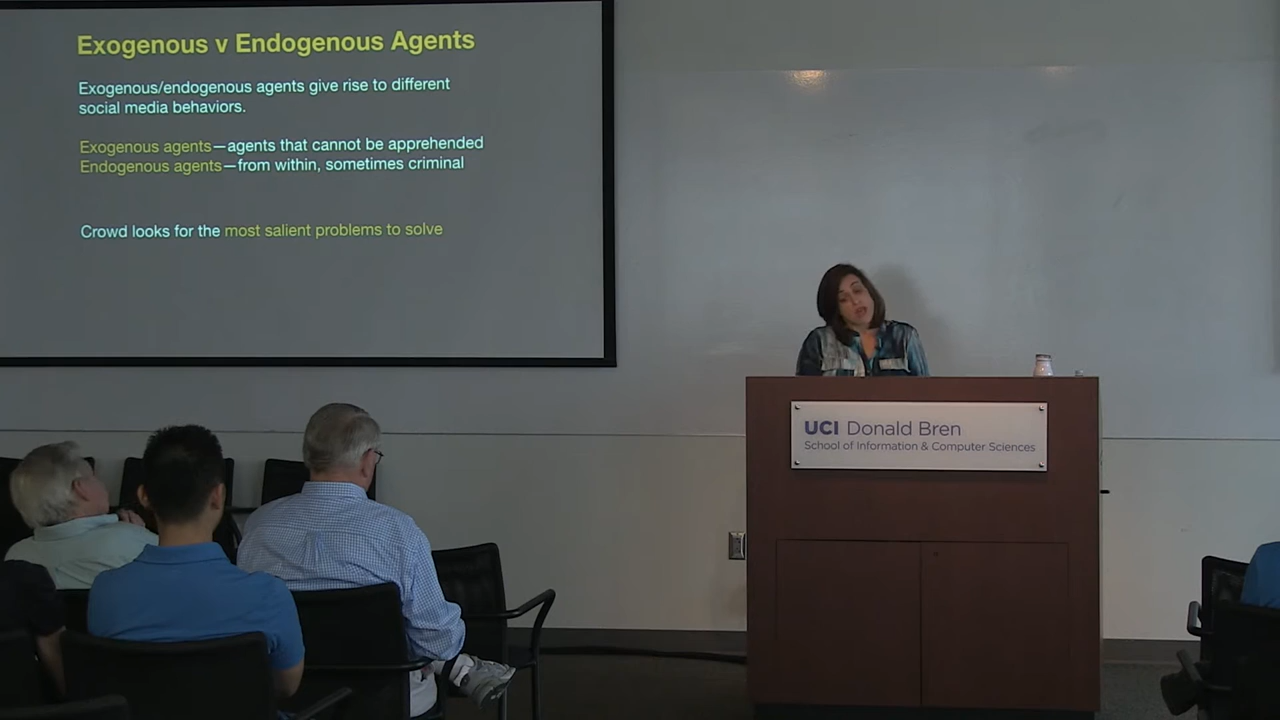 Exogenous v Endogenous Agents
Exogenous/endogenous agents give rise to different
social media behaviors.
Exogenous agents—agents that cannot be apprehended
Endogenous agents—from within, sometimes criminal
Crowd looks for the most salient problems to solve
UCI Donald Bren
School of Information & Computer Sciences